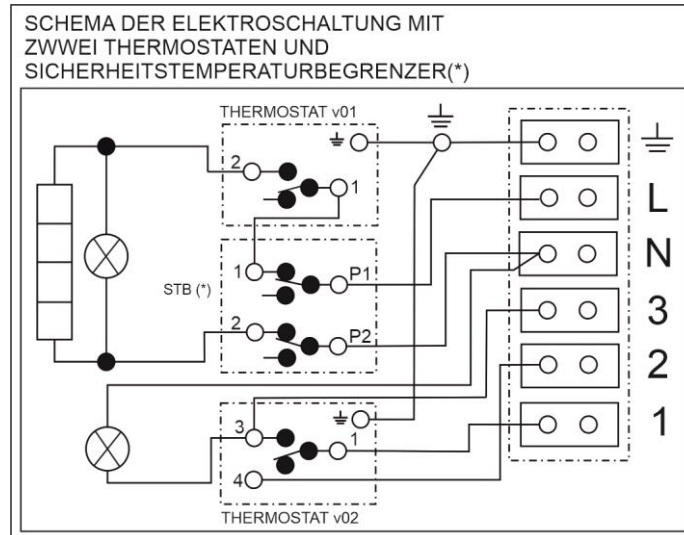 SCHEMA DER ELEKTROSCHALTUNG MIT
ZWWEI THERMOSTATEN UND
SICHERHEITSTEMPERATURBEGRENZER(*)
THERMOSTAT v01
2
1
L
N
STB (*)
1
P1
2
P2
3
2
3
1
1
4
THERMOSTAT v02